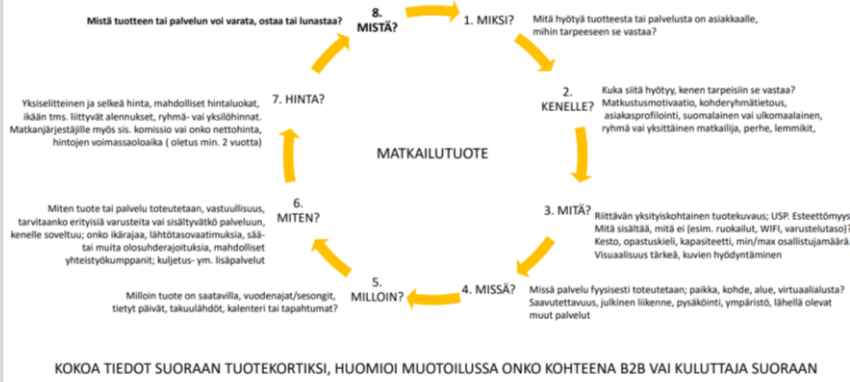 8.
MISTÄ?
Mistä tuotteen tai palvelun voi varata, ostaa tai lunastaa?
1. MIKSI?
Mitä hyötyä tuotteesta tai palvelusta on asiakkaalle,
mihin tarpeeseen se vastaa?
2.
KENELLE?
Kuka siitä hyötyy, kenen tarpeisiin se vastaa?
Matkustusmotivaatio, kohderyhmätietous,
asiakasprofilointi, suomalainen vai ulkomaalainen,
ryhmä vai yksittäinen matkailija, perhe, lemmikit,
3. MITÄ?
Riittävän yksityiskohtainen tuotekuvaus; USP. Esteettömyys
Mitä sisältää, mitä ei (esim. ruokailut, WIFI, varustelutaso)?
Kesto, opastuskieli, kapasiteetti, min/max osallistujamäärä.
Visuaalisuus tärkeä, kuvien hyödyntäminen
4. MISSÄ?
Missä palvelu fyysisesti toteutetaan; paikka, kohde, alue, virtuaalialusta?
Saavutettavuus, julkinen liikenne, pysäköinti, ympäristö, lähellä olevat
muut palvelut
5.
MILLOIN?
Milloin tuote on saatavilla, vuodenajat/sesongit,
tietyt päivät, takuulähdöt, kalenteri tai tapahtumat?
6.
MITEN?
Miten tuote tai palvelu toteutetaan, vastuullisuus,
tarvitaanko erityisiä varusteita vai sisältyvätkö palveluun,
kenelle soveltuu; onko ikärajaa, lähtötasovaatimuksia, sää-
tai muita olosuhderajoituksia, mahdolliset
yhteistyökumppanit; kuljetus- ym. lisäpalvelut
7. HINTA?
Yksiselitteinen ja selkeä hinta, mahdolliset hintaluokat,
ikään tms. liittyvät alennukset, ryhmä- vai yksilöhinnat.
Matkanjärjestäjille myös sis. komissio vai onko nettohinta,
hintojen voimassaoloaika ( oletus min. 2 vuotta)
MATKAILUTUOTE
KOKOA TIEDOT SUORAAN TUOTEKORTIKSI, HUOMIOI MUOTOILUSSA ONKO KOHTEENA B2B VAI KULUTTAJA SUORAAN